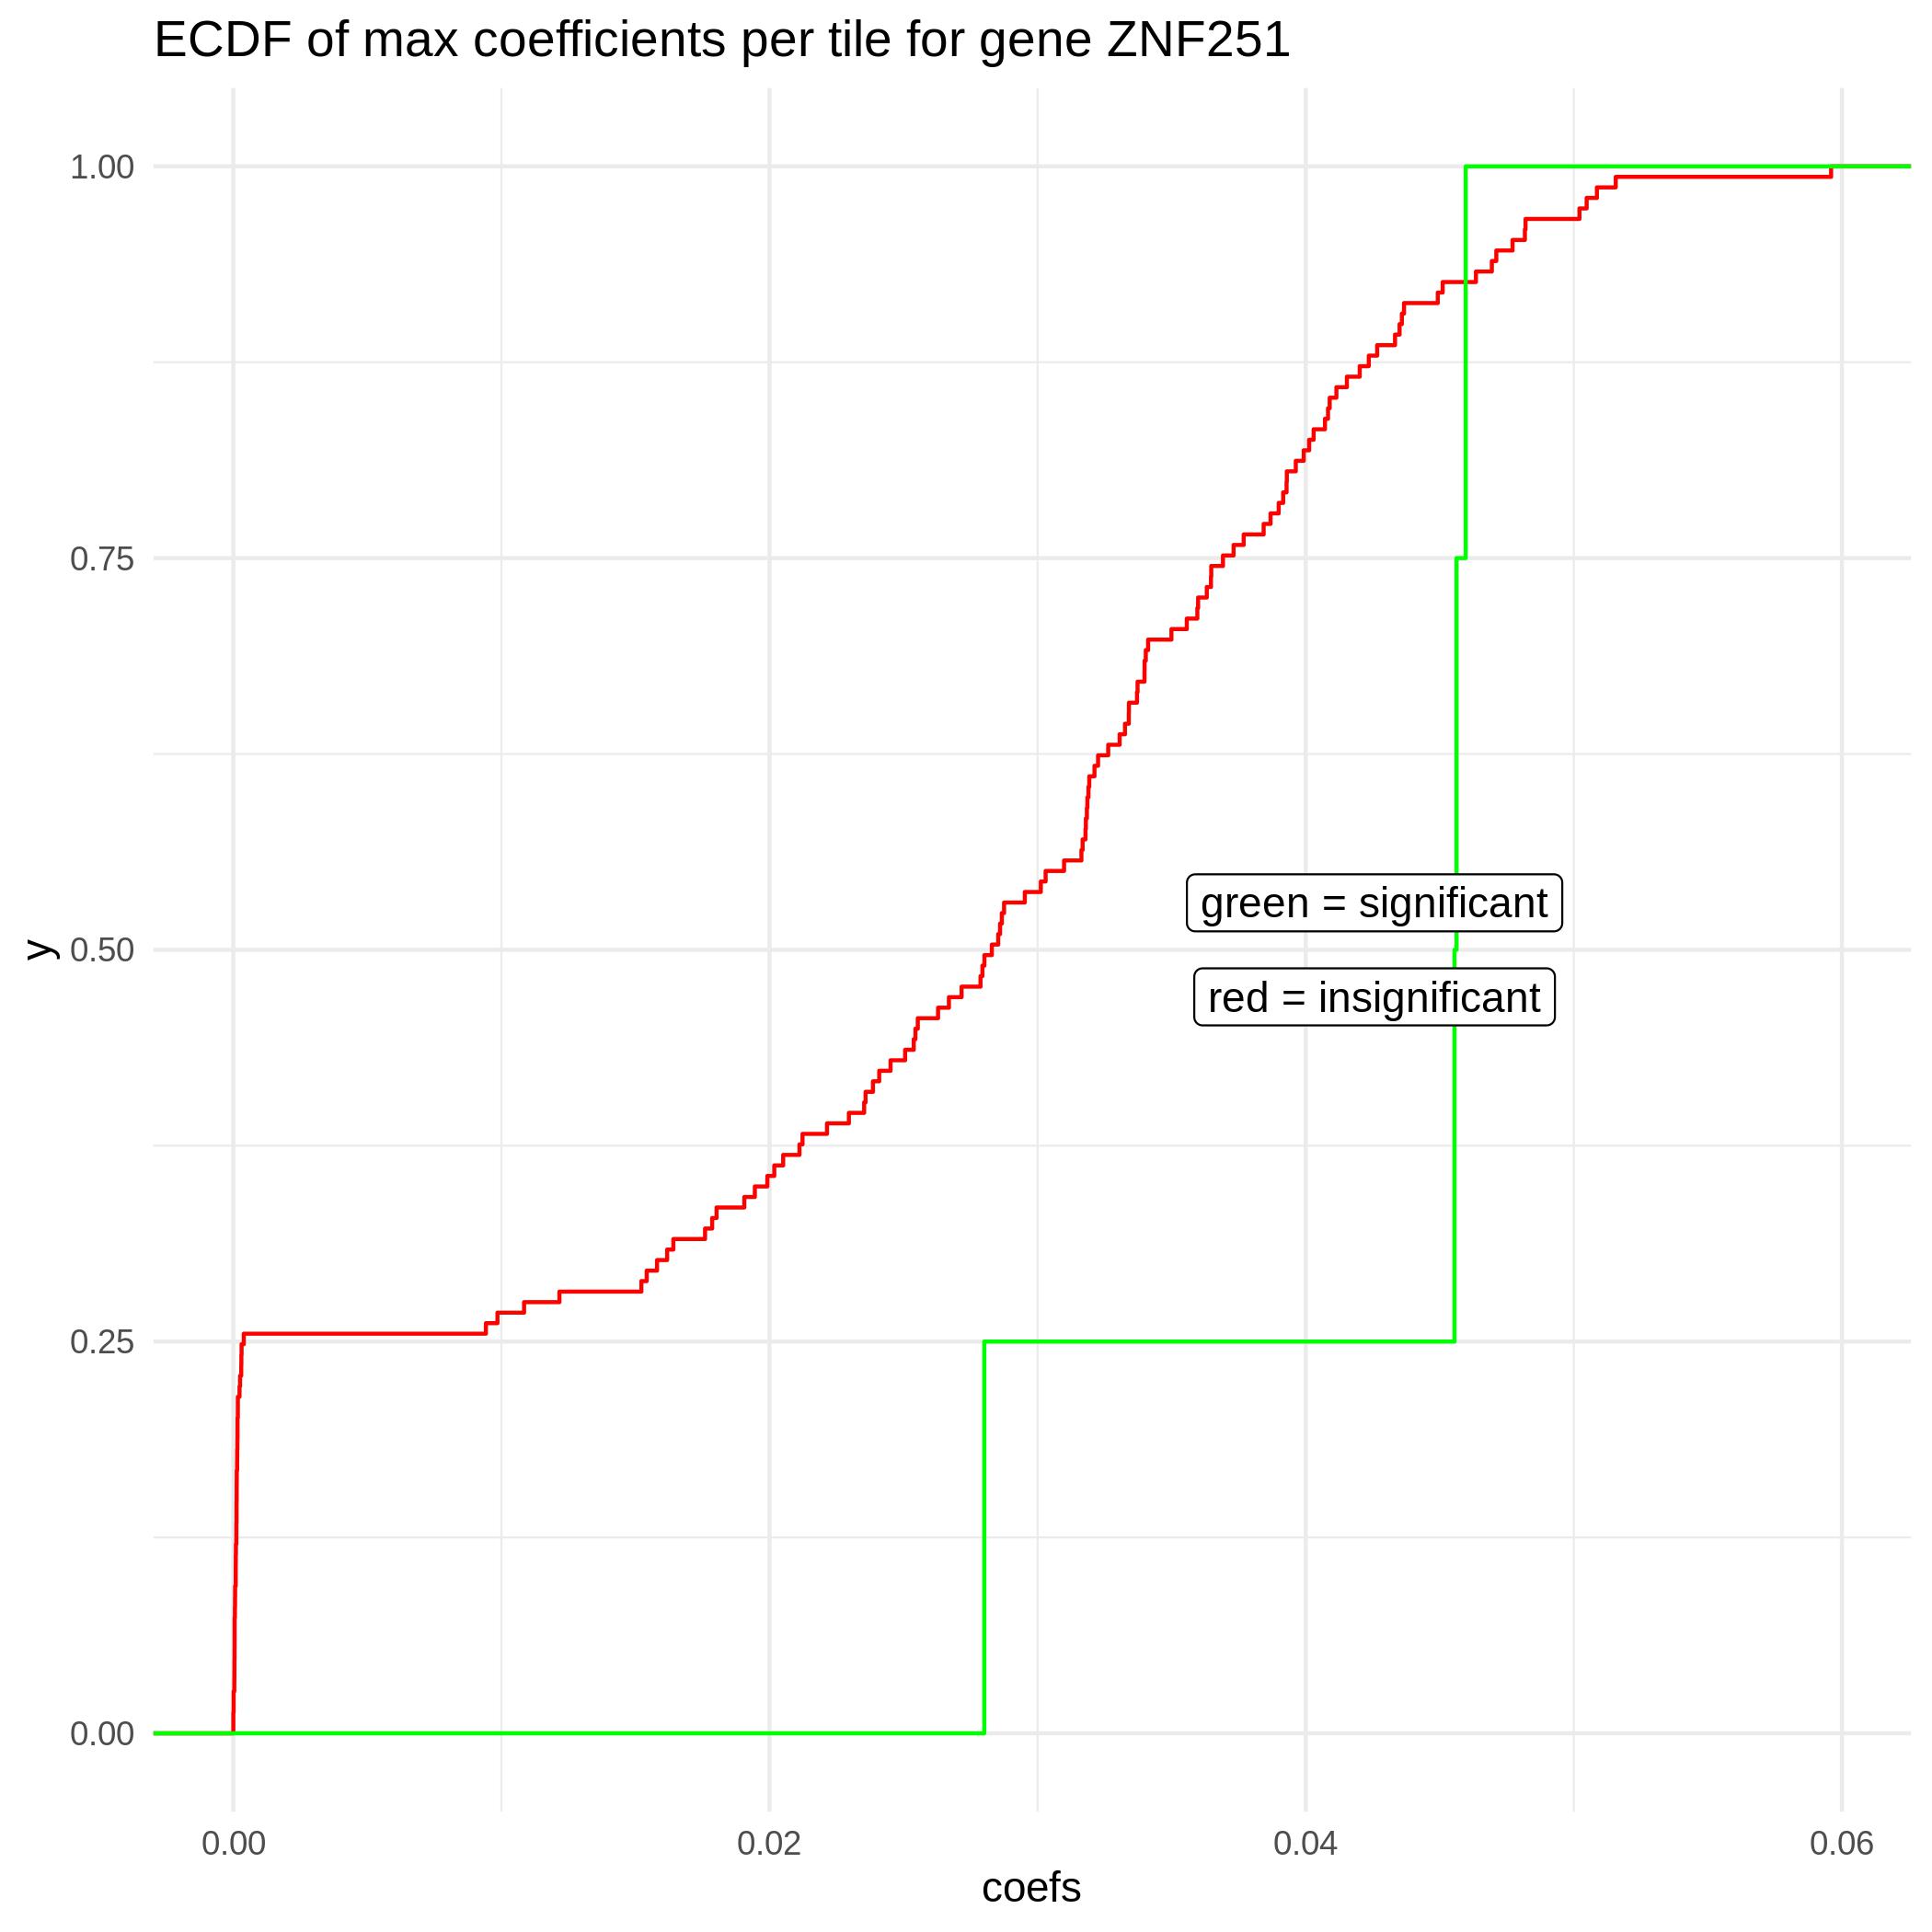 ECDF of max coefficients per tile for gene ZNF251
1.00
0.75
0.50
0.25
0.00
y
green = significant
red = insignificant
0.00 0.02 0.04 0.06
coefs